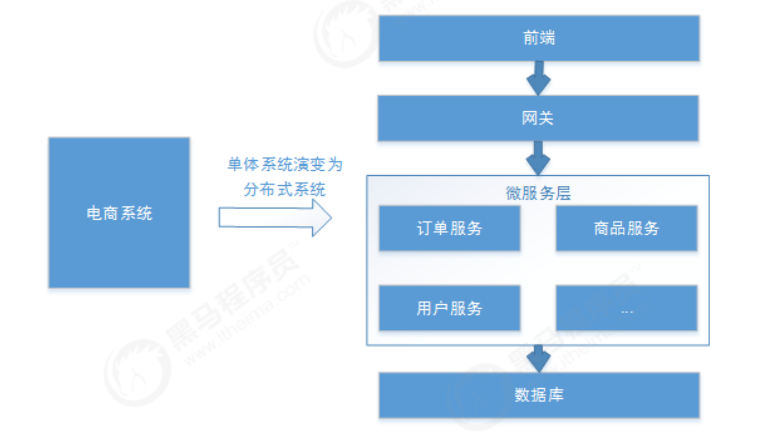 前端
网关
电商系统
单体系统演变为
分布式系统
微服务层
订单服务
商品服务
用户服务
...
数据库
黑马程序员
www.itheima.com